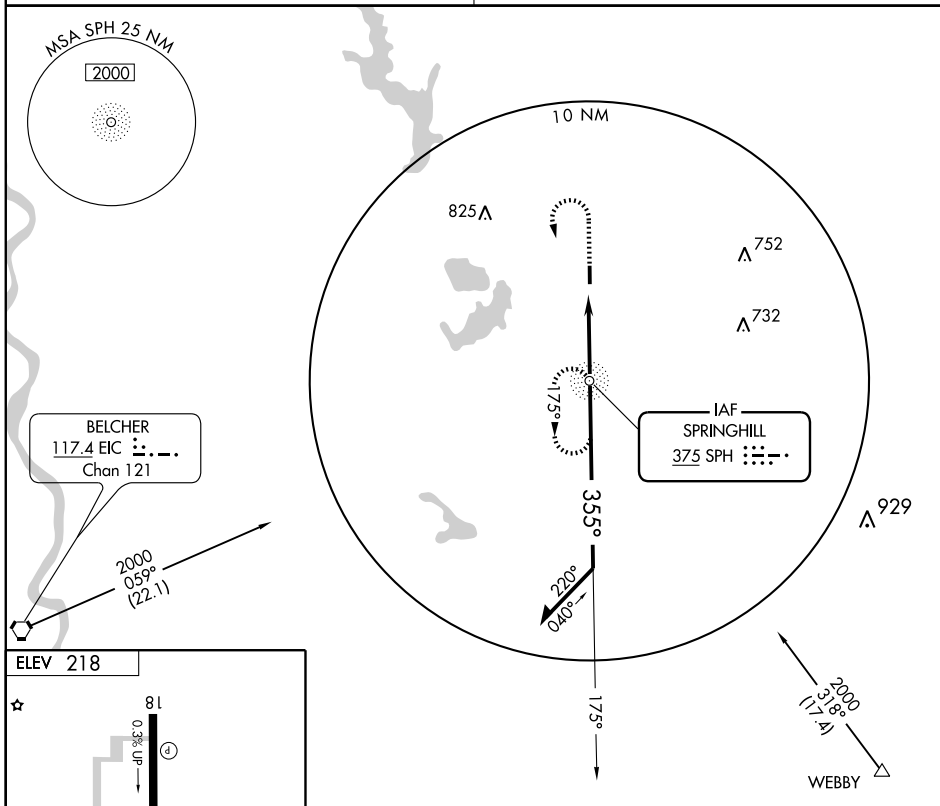 MSA SPH 25 NM
2000
10 NM
825
752
732
BELCHER
117.4 EIC
Chan 121
175°
IAF
SPRINGHILL
375 SPH
355°
929
2000
059°
(22.1)
220°
040°
175°
2000
318°
(17.4)
WEBBY
ELEV 218
18
0.3% UP
P